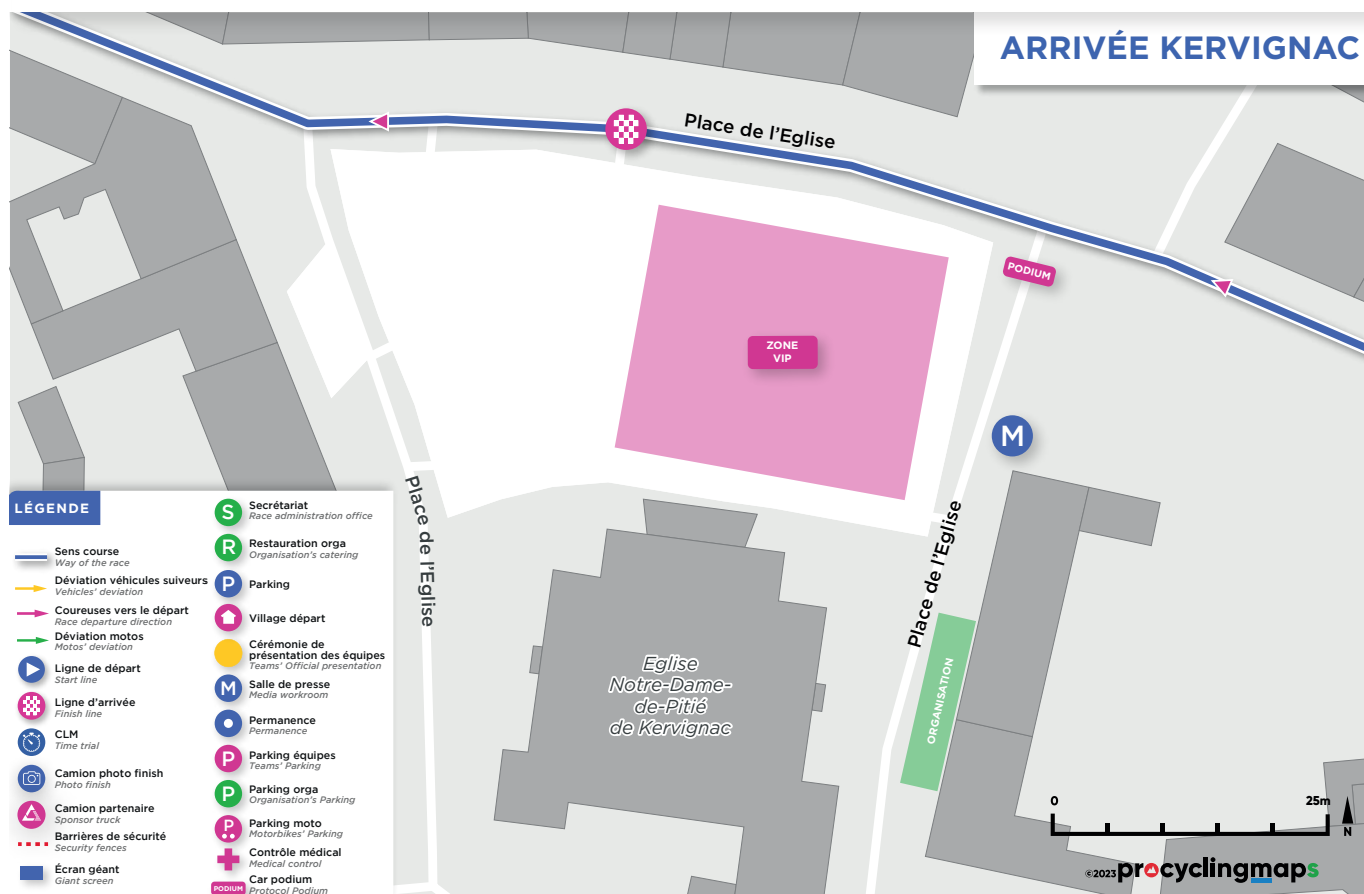 ARRIVÉE KERVIGNAC
Place de l'Eglise
PODIUM
ZONE
VIP
M
Place de l'Eglise
Place de l'Eglise
Eglise
Notre-Dame-
de-Pitié
de Kervignac
ORGANISATION
LÉGENDE
Sens course
Way of the race
Déviation véhicules suiveurs
Vehicles' deviation
Coureuses vers le départ
Race departure direction
Déviation motos
Motos' deviation
Ligne de départ
Start line
Ligne d'arrivée
Finish line
CLM
Time trial
Camion photo finish
Photo finish
Camion partenaire
Sponsor truck
Barrières de sécurité
Security fences
Écran géant
Giant screen
S
Secrétariat
Race administration office
R
Restauration orga
Organisation's catering
P
Parking
Village départ
Cérémonie de
présentation des équipes
Teams' Official presentation
M
Salle de presse
Media workroom
Permanence
Permanence
P
Parking équipes
Teams' Parking
P
Parking orga
Organisation's Parking
P
Parking moto
Motorbikes' Parking
Contrôle médical
Medical control
PODIUM
Car podium
Protocol Podium
0 25m
N
©2023 procyclingmaps